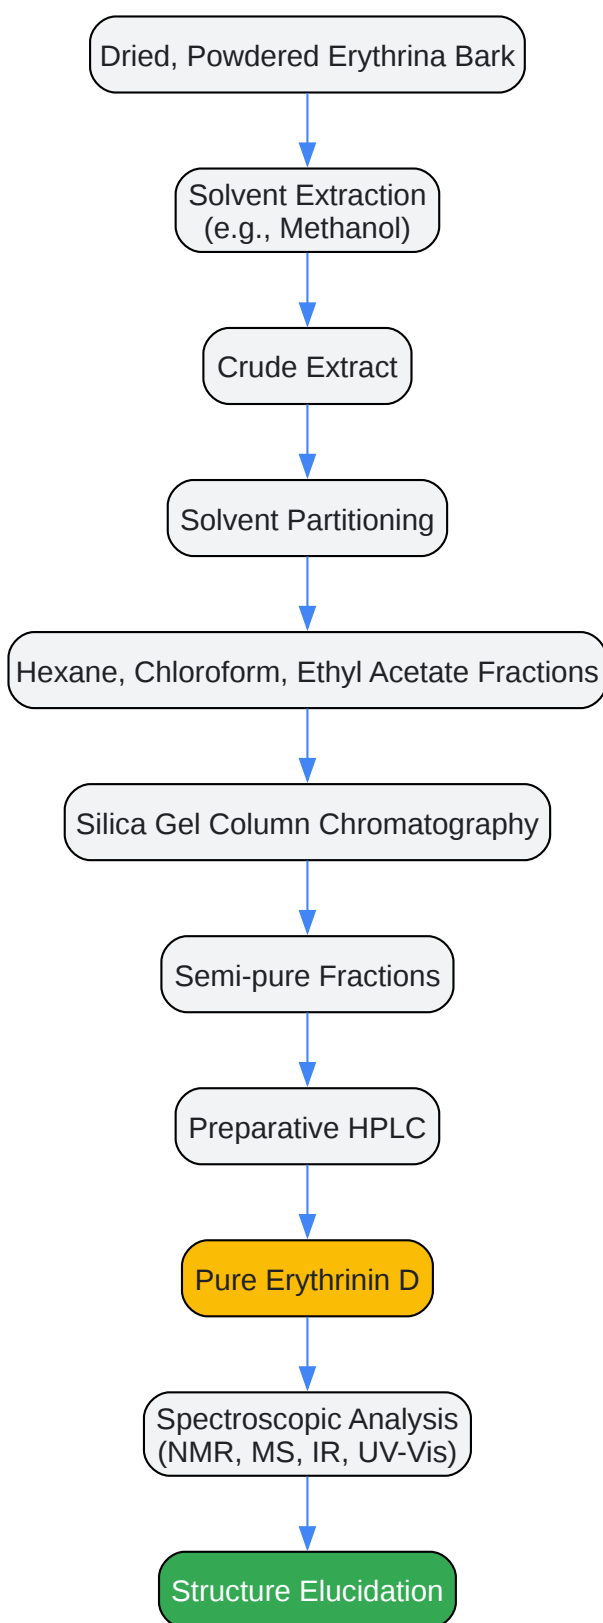 Dried, Powdered Erythrina Bark
Solvent Extraction
(e.g., Methanol)
Crude Extract
Solvent Partitioning
Hexane, Chloroform, Ethyl Acetate Fractions
Silica Gel Column Chromatography
Semi-pure Fractions
Preparative HPLC
Pure Erythrinin D
Spectroscopic Analysis
(NMR, MS, IR, UV-Vis)
Structure Elucidation